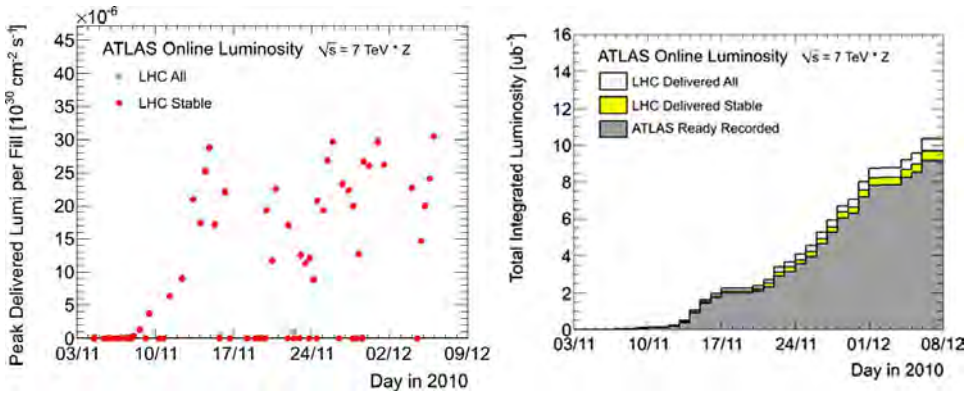 ×10⁻⁶
45
40
35
30
25
20
15
10
5
0
Peak Delivered Lumi per Fill [10³⁰ cm⁻² s⁻¹]
ATLAS Online Luminosity √s = 7 TeV * Z
LHC All
LHC Stable
03/11 10/11 17/11 24/11 02/12 09/12
Day in 2010
16
14
12
10
8
6
4
2
0
Total Integrated Luminosity [ub⁻¹]
ATLAS Online Luminosity √s = 7 TeV * Z
LHC Delivered All
LHC Delivered Stable
ATLAS Ready Recorded
03/11 10/11 17/11 24/11 01/12 08/12
Day in 2010